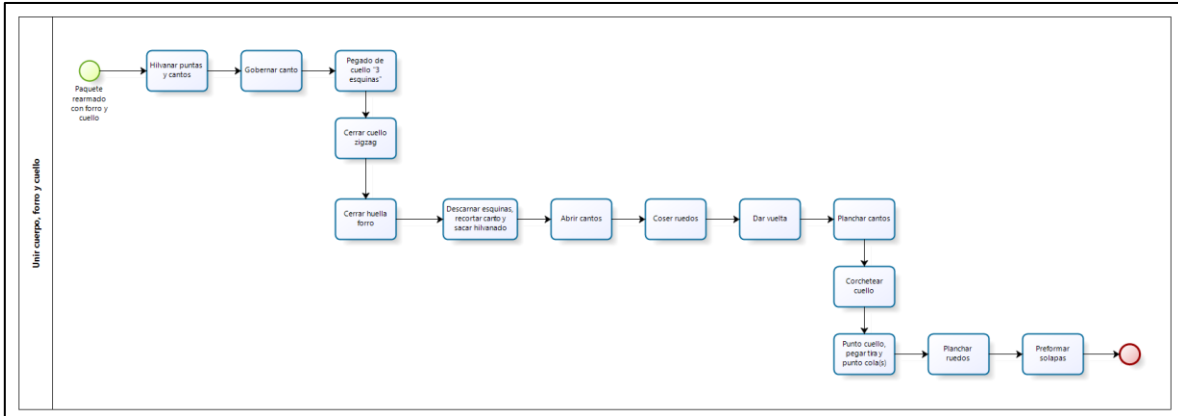 Unir cuerpo, forro y cuello
Paquete
rearmado
con forro y
cuello
Hilvanar puntas
y cantos
Gobernar canto
Pegado de
cuello "3
esquinas"
Cerrar cuello
zigzag
Cerrar huella
forro
Descarnar esquinas,
recortar canto y
sacar hilvanado
Abrir cantos
Coser ruedos
Dar vuelta
Planchar cantos
Corchetear
cuello
Punto cuello,
pegar tira y
punto cola(s)
Planchar
ruedos
Preformar
solapas